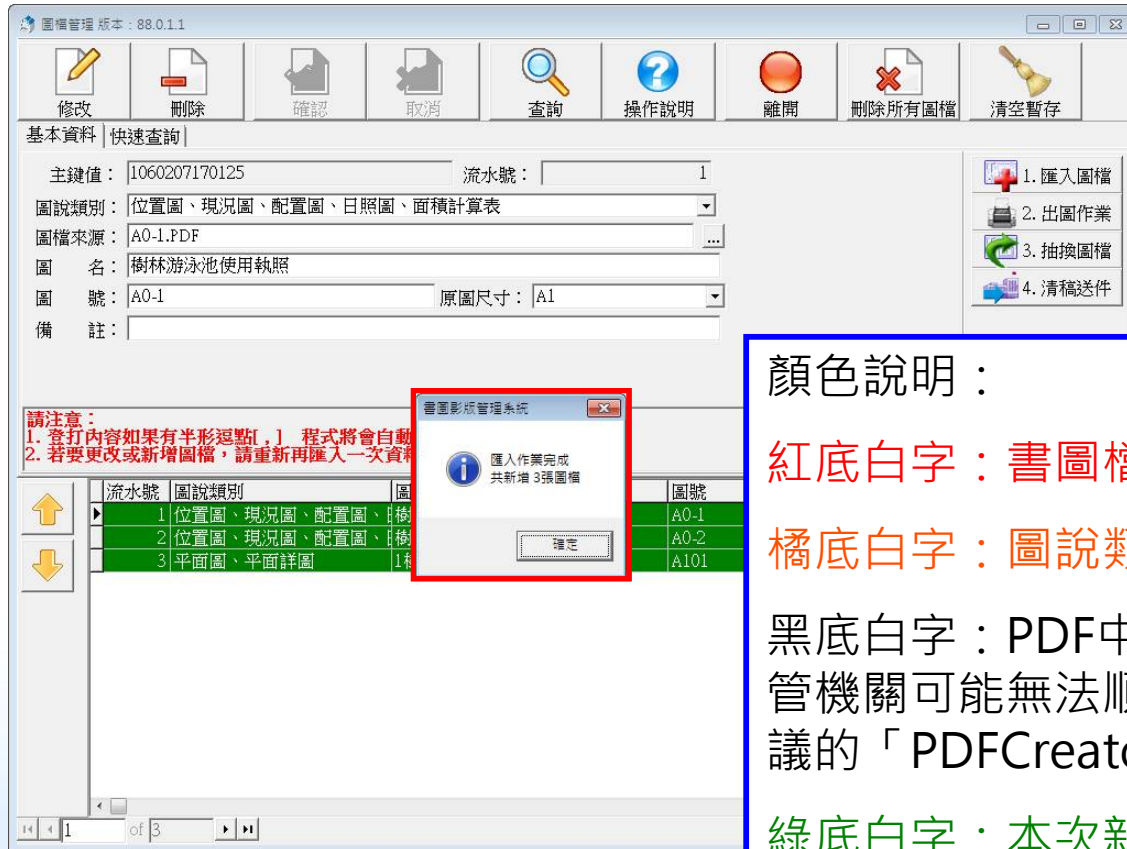 圖檔管理 版本：88.0.1.1
修改 刪除 確認 取消 查詢 操作說明 離開 刪除所有圖檔 清空暫存
基本資料 快速查詢
主鍵值： 1060207170125 流水號： 1
圖說類別： 位置圖、現況圖、配置圖、日照圖、面積計算表
圖檔來源： A0-1.PDF ...
圖 名： 樹林游泳池使用執照
圖 號： A0-1 原圖尺寸： A1
備 註：
1. 匯入圖檔
2. 出圖作業
3. 抽換圖檔
4. 清稿送件
請注意：
1. 登打內容如果有半形逗點[ , ] 程式將會自動
2. 若要更改或新增圖檔，請重新再匯入一次資料
書圖影版管理系統
匯入作業完成
共新增 3張圖檔
確定
流水號 圖說類別 圖 圖號
1 位置圖、現況圖、配置圖、日 樹 A0-1
2 位置圖、現況圖、配置圖、日 樹 A0-2
3 平面圖、平面詳圖 1樓 A101
1 of 3
顏色說明：
紅底白字：書圖檔
橘底白字：圖說類
黑底白字：PDF中
管機關可能無法順
議的「PDFCreato
綠底白字：本次新